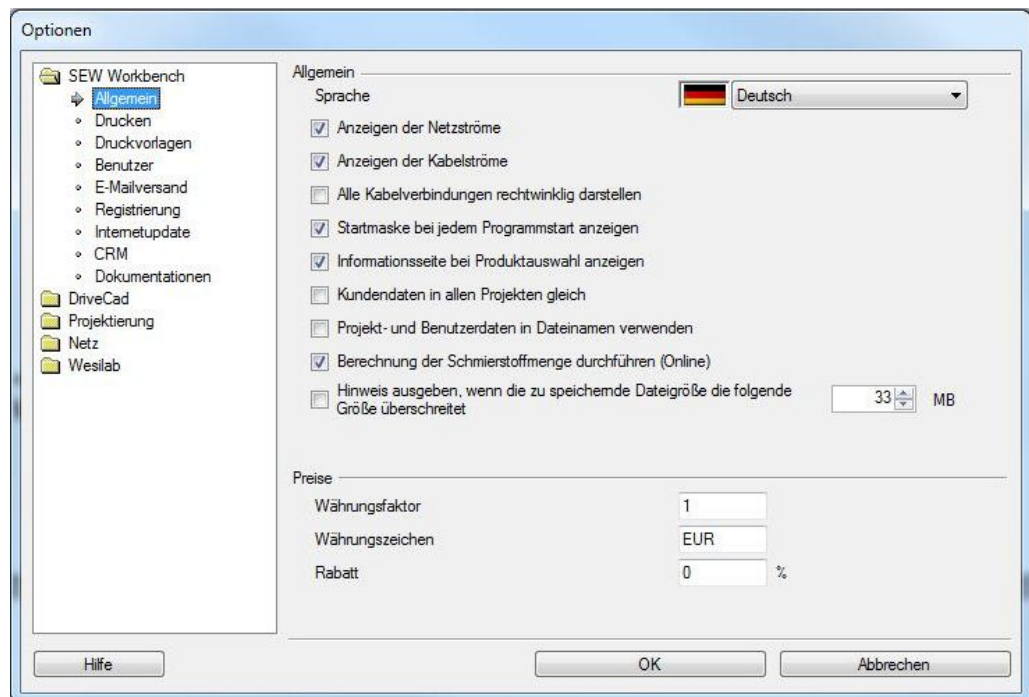 Optionen
SEW Workbench
Allgemein
Drucken
Druckvorlagen
Benutzer
E-Mailversand
Registrierung
Internetupdate
CRM
Dokumentationen
DriveCad
Projektierung
Netz
Wesilab
Allgemein
Sprache
Deutsch
Anzeigen der Netzströme
Anzeigen der Kabelströme
Alle Kabelverbindungen rechtwinklig darstellen
Startmaske bei jedem Programmstart anzeigen
Informationsseite bei Produktauswahl anzeigen
Kundendaten in allen Projekten gleich
Projekt- und Benutzerdaten in Dateinamen verwenden
Berechnung der Schmierstoffmenge durchführen (Online)
Hinweis ausgeben, wenn die zu speichernde Dateigröße die folgende
Größe überschreitet
33 MB
Preise
Währungsfaktor 1
Währungszeichen EUR
Rabatt 0 %
Hilfe
OK
Abbrechen